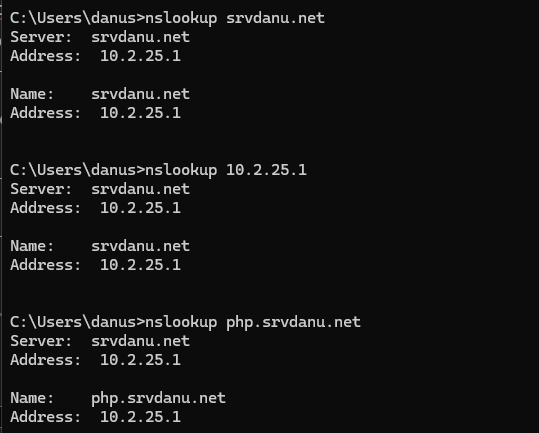 C:\Users\danus>nslookup srvdanu.net
Server:  srvdanu.net
Address:  10.2.25.1
Name:    srvdanu.net
Address:  10.2.25.1
C:\Users\danus>nslookup 10.2.25.1
Server:  srvdanu.net
Address:  10.2.25.1
Name:    srvdanu.net
Address:  10.2.25.1
C:\Users\danus>nslookup php.srvdanu.net
Server:  srvdanu.net
Address:  10.2.25.1
Name:    php.srvdanu.net
Address:  10.2.25.1